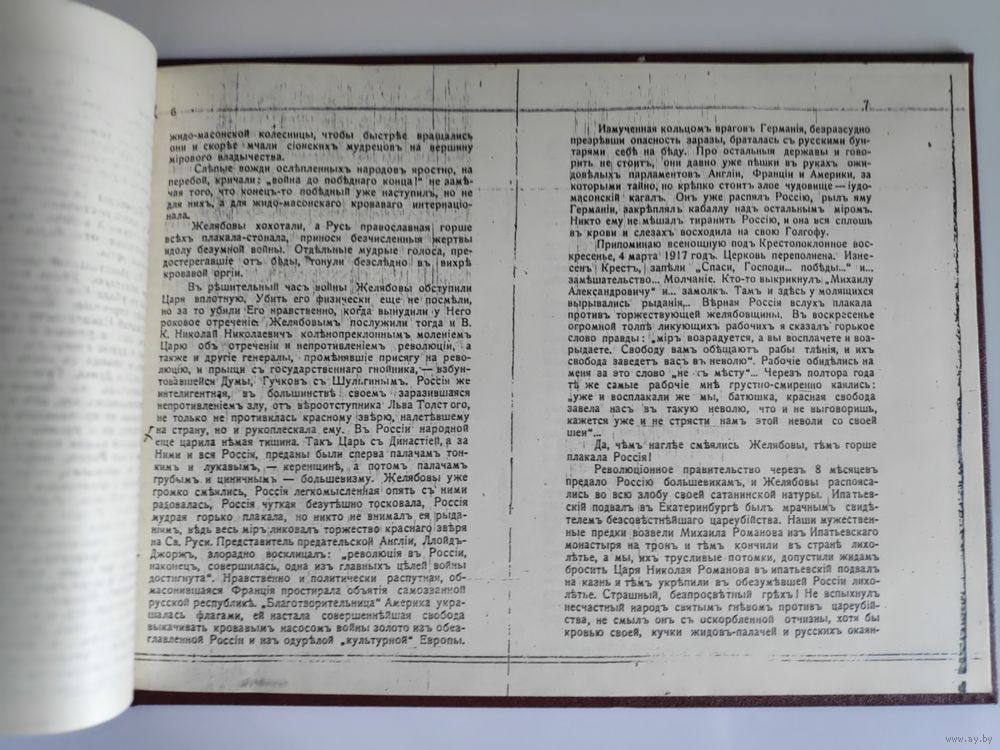 6
жидо-масонской колесницы, чтобы быстрѣе вращались
они и скорѣе мчали сіонскихъ мудрецовъ на вершину
мірового владычества.
Слѣпые вожди ослѣпленныхъ народовъ яростно, на
перебой, кричали: „война до побѣднаго конца!" не замѣ-
чая того, что конецъ-то побѣдный уже наступилъ, но не
для нихъ, а для жидо-масонскаго кроваваго интернаціо-
нала.
Желябовы хохотали, а Русь православная горше
всѣхъ плакала-стонала, принося безчисленныя жертвы
идолу безумной войны. Отдѣльные мудрые голоса, пре-
достерегавшіе отъ бѣды, тонули безслѣдно въ вихрѣ
кровавой оргіи.
Въ рѣшительный часъ войны Желябовы обступили
Царя вплотную. Убить его физически еще не посмѣли,
но за то убили Его нравственно, когда вынудили у Него
роковое отреченіе. Желябовымъ послужили тогда и В.
К. Николай Николаевичъ колѣнопреклоннымъ моленіемъ
Царю объ отреченіи и непротивленіемъ революціи, а
также и другіе генералы, промѣнявшіе присягу на рево-
люцію, и прыщи съ государственнаго гнойника, — взбун-
товавшейся Думы, Гучковъ съ Шульгинымъ. Россія же
интелигентная, въ большинствѣ своемъ заразившаяся
непротивленіемъ злу, отъ вѣроотступника Льва Толстого,
не только не противилась красному звѣрю, налетѣвшему
на страну, но и рукоплескала ему. Въ Россіи народной
еще царила нѣмая тишина. Такъ Царь съ Династіей, а за
Ними и вся Россія, преданы были сперва палачамъ тон-
кимъ и лукавымъ, — керенщинѣ, а потомъ палачамъ
грубымъ и циничнымъ — большевизму. Желябовы уже
громко смѣялись, Россія легкомысленная опять съ ними
радовалась, Россія чуткая безутѣшно тосковала, Россія
мудрая горько плакала, но никто не внималъ ея рыда-
ніямъ, вѣдь весь міръ ликовалъ торжество краснаго звѣря
на Св. Руси. Представитель предательской Англіи, Ллойдъ-
Джоржъ, злорадно восклицалъ: „революція въ Россіи,
наконецъ, совершилась, одна изъ главныхъ цѣлей войны
достигнута". Нравственно и политически распутная, об-
масонившаяся Франція простирала объятія самозванной
русской республикѣ. „Благотворительница" Америка укра-
шалась флагами, ей настала совершеннѣйшая свобода
выкачивать кровавымъ насосомъ войны золото изъ обез-
главленной Россіи и изъ одурѣлой „культурной" Европы.
7
Измученная кольцомъ враговъ Германія, безразсудно
презрѣвши опасность заразы, браталась съ русскими бун-
тарями себѣ на бѣду. Про остальныя державы и гово-
рить не стоитъ, они давно уже пѣшки въ рукахъ ожи-
довѣлыхъ парламентовъ Англіи, Франціи и Америки, за
которыми тайно, но крѣпко стоитъ злое чудовище — іудо-
масонскій кагалъ. Онъ уже распялъ Россію, рылъ яму
Германіи, закрѣплялъ кабаллу надъ остальнымъ міромъ.
Никто ему не мѣшалъ тиранить Россію, и она вся сплошь
въ крови и слезахъ восходила на свою Голгофу.
Припоминаю всенощную подъ Крестопоклонное вос-
кресенье, 4 марта 1917 годъ. Церковь переполнена. Изне-
сенъ Крестъ, запѣли „Спаси, Господи... побѣды..." и...
замѣшательство... Молчаніе. Кто-то выкрикнулъ „Михаилу
Александровичу" и... замолкъ. Тамъ и здѣсь у молящихся
вырывались рыданія,.. Вѣрная Россія вслухъ плакала
противъ торжествующей желябовщины. Въ воскресенье
огромной толпѣ ликующихъ рабочихъ я сказалъ горькое
слово правды: „міръ возрадуется, а вы восплачете и воз-
рыдаете. Свободу вамъ обѣщаютъ рабы тлѣнія, и ихъ
свобода заведетъ васъ въ неволю". Рабочіе обидѣлись на
меня за это слово „не съ мѣсту"... Черезъ полтора года
тѣ же самые рабочіе мнѣ грустно-смиренно каялись:
„уже и восплакали же мы, батюшка, красная свобода
завела насъ въ такую неволю, что и не выговоришь,
кажется уже и не стрясти намъ этой неволи со своей
шеи"...
Да, чѣмъ наглѣе смѣялись Желябовы, тѣмъ горше
плакала Россія!
Революціонное правительство черезъ 8 мѣсяцевъ
предало Россію большевикамъ, и Желябовы распояса-
лись во всю злобу своей сатанинской натуры. Ипатьев-
скій подвалъ въ Екатеринбургѣ былъ мрачнымъ свидѣ-
телемъ безсовѣстнѣйшаго цареубійства. Наши мужествен-
ные предки возвели Михаила Романова изъ Ипатьевскаго
монастыря на тронъ и тѣмъ кончили въ странѣ лихо-
лѣтье, а мы, ихъ трусливые потомки, допустили жидамъ
бросить Царя Николая Романова въ ипатьевскій подвалъ
на казнь и тѣмъ укрѣпили въ обезумѣвшей Россіи лихо-
лѣтье. Страшный, безпросвѣтный грѣхъ! Не вспыхнулъ
несчастный народъ святымъ гнѣвомъ противъ цареубій-
ства, не смылъ онъ съ оскорбленной отчизны, хотя бы
кровью своей, кучки жидовъ-палачей и русскихъ окаян-
www.ay.by